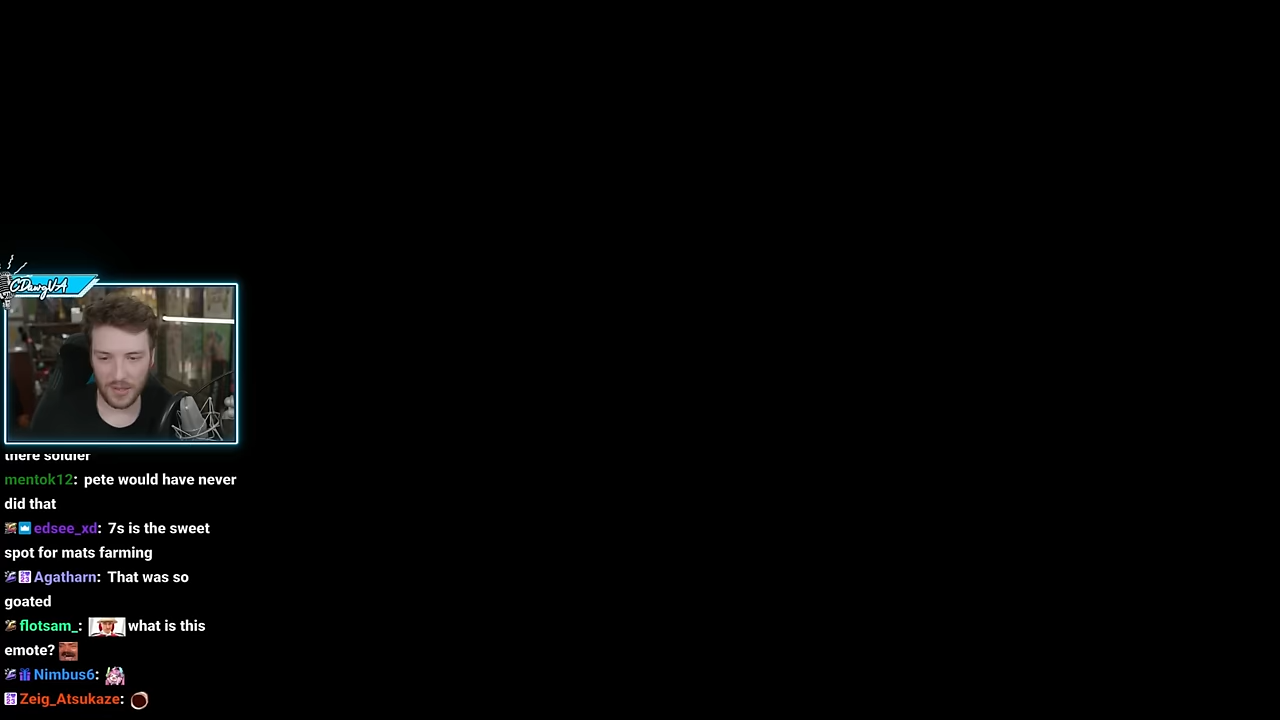 CDawgVA
there soldier
mentok12: pete would have never
did that
edsee_xd: 7s is the sweet
spot for mats farming
Agatharn: That was so
goated
flotsam_: what is this
emote?
Nimbus6:
Zeig_Atsukaze: